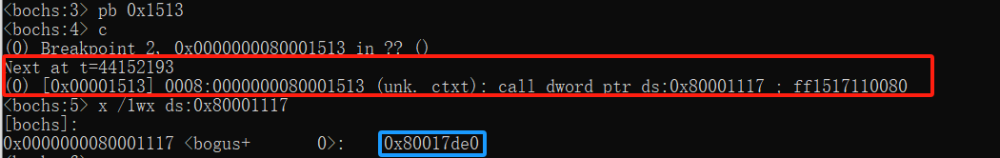 <bochs:3> pb 0x1513
<bochs:4> c
(0) Breakpoint 2, 0x0000000080001513 in ?? ()
Next at t=44152193
(0) [0x00001513] 0008:0000000080001513 (unk. ctxt): call dword ptr ds:0x80001117 ; ff1517110080
<bochs:5> x /1wx ds:0x80001117
[bochs]:
0x0000000080001117 <bogus+       0>:    0x80017de0